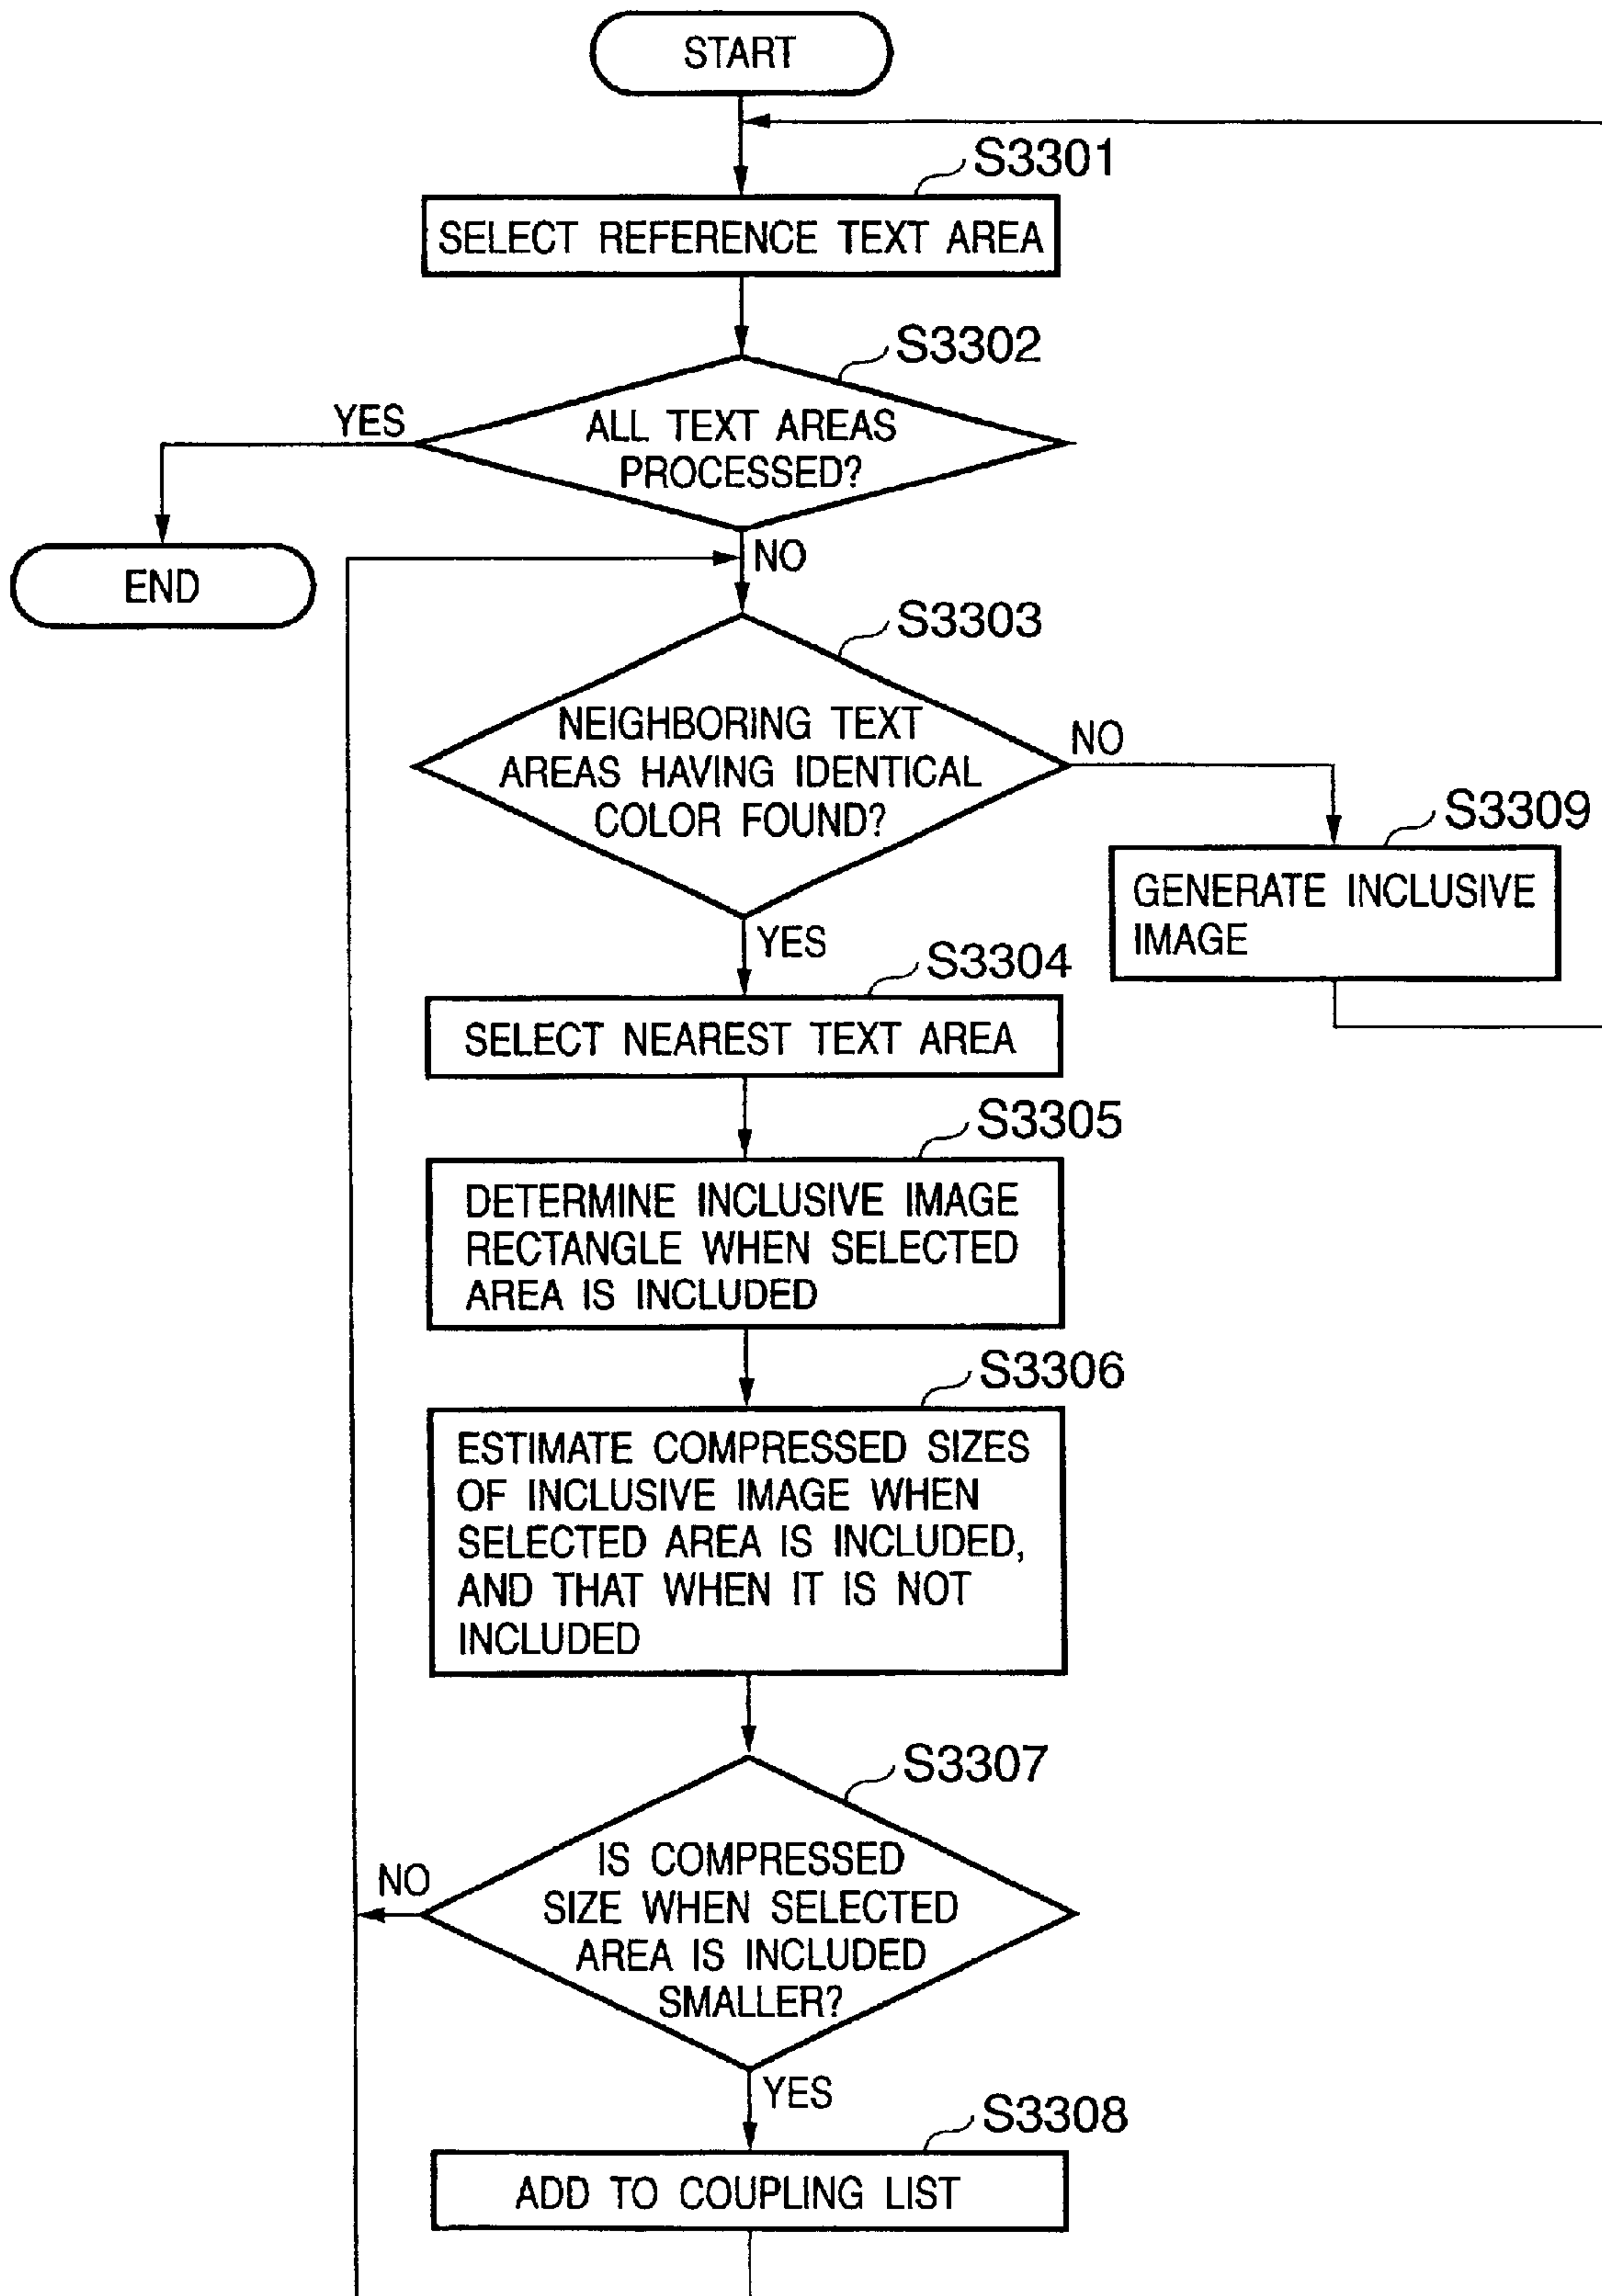 START
S3301
SELECT REFERENCE TEXT AREA
S3302
YES
ALL TEXT AREAS
PROCESSED?
NO
END
S3303
NEIGHBORING TEXT
AREAS HAVING IDENTICAL
COLOR FOUND?
NO
S3309
GENERATE INCLUSIVE
IMAGE
YES
S3304
SELECT NEAREST TEXT AREA
S3305
DETERMINE INCLUSIVE IMAGE
RECTANGLE WHEN SELECTED
AREA IS INCLUDED
S3306
ESTIMATE COMPRESSED SIZES
OF INCLUSIVE IMAGE WHEN
SELECTED AREA IS INCLUDED,
AND THAT WHEN IT IS NOT
INCLUDED
S3307
NO
IS COMPRESSED
SIZE WHEN SELECTED
AREA IS INCLUDED
SMALLER?
YES
S3308
ADD TO COUPLING LIST